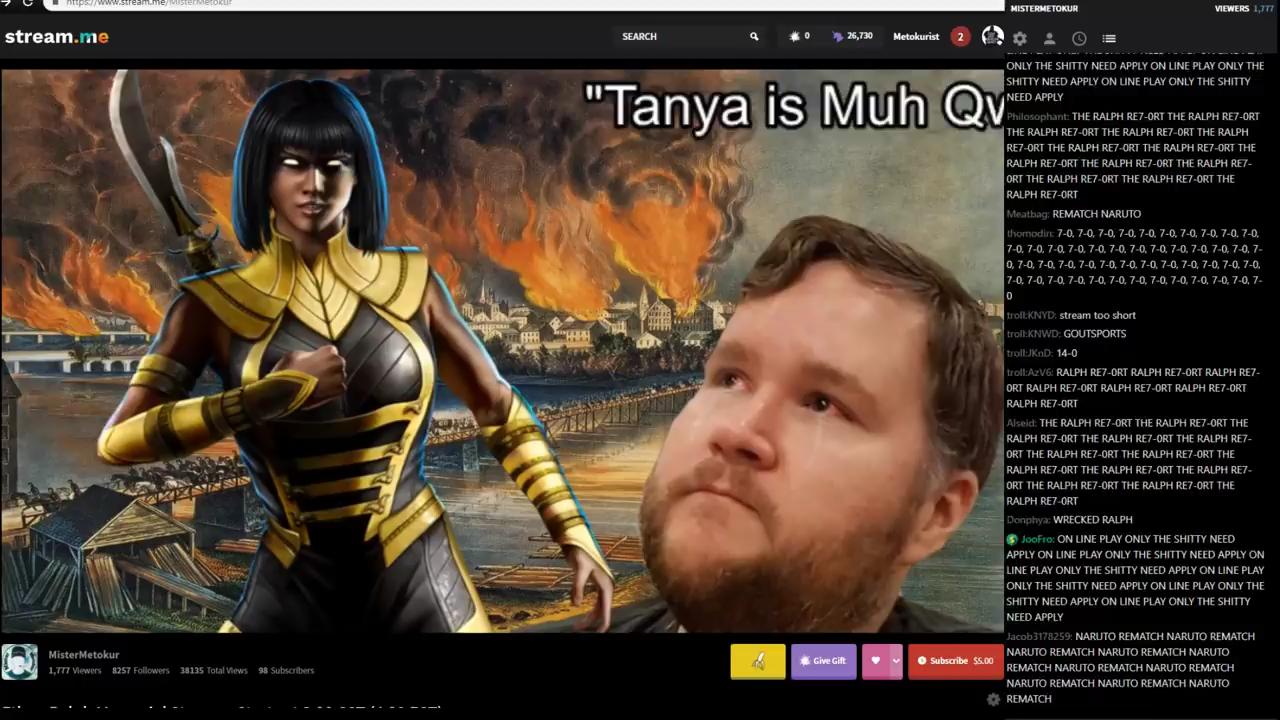 https://www.stream.me/MisterMetokur
stream.me
SEARCH
0
26,730
Metokurist
2
"Tanya is Muh Qw
MisterMetokur
1,777 Viewers 8257 Followers 38135 Total Views 98 Subscribers
Give Gift
Subscribe $5.00
MISTERMETOKUR
VIEWERS 1,777
ONLY THE SHITTY NEED APPLY ON LINE PLAY ONLY THE
SHITTY NEED APPLY ON LINE PLAY ONLY THE SHITTY
NEED APPLY
Philosophant: THE RALPH RE7-0RT THE RALPH RE7-0RT
THE RALPH RE7-0RT THE RALPH RE7-0RT THE RALPH
RE7-0RT THE RALPH RE7-0RT THE RALPH RE7-0RT THE
RALPH RE7-0RT THE RALPH RE7-0RT THE RALPH RE7-
0RT THE RALPH RE7-0RT THE RALPH RE7-0RT THE
RALPH RE7-0RT
Meatbag: REMATCH NARUTO
thomodin: 7-0, 7-0, 7-0, 7-0, 7-0, 7-0, 7-0, 7-0, 7-0, 7-0,
7-0, 7-0, 7-0, 7-0, 7-0, 7-0, 7-0, 7-0, 7-0, 7-0, 7-0, 7-0, 7-
0, 7-0, 7-0, 7-0, 7-0, 7-0, 7-0, 7-0, 7-0, 7-0, 7-0, 7-0, 7-0,
7-0, 7-0, 7-0, 7-0, 7-0, 7-0, 7-0, 7-0, 7-0, 7-0, 7-0, 7-0, 7-
0
troll:KNYD: stream too short
troll:KNWD: GOUTSPORTS
troll:JKnD: 14-0
troll:AzV6: RALPH RE7-0RT RALPH RE7-0RT RALPH RE7-
0RT RALPH RE7-0RT RALPH RE7-0RT RALPH RE7-0RT
RALPH RE7-0RT
Alseid: THE RALPH RE7-0RT THE RALPH RE7-0RT THE
RALPH RE7-0RT THE RALPH RE7-0RT THE RALPH RE7-
0RT THE RALPH RE7-0RT THE RALPH RE7-0RT THE
RALPH RE7-0RT THE RALPH RE7-0RT THE RALPH RE7-
0RT THE RALPH RE7-0RT THE RALPH RE7-0RT THE
RALPH RE7-0RT
Donphya: WRECKED RALPH
JooFro: ON LINE PLAY ONLY THE SHITTY NEED
APPLY ON LINE PLAY ONLY THE SHITTY NEED APPLY ON
LINE PLAY ONLY THE SHITTY NEED APPLY ON LINE PLAY
ONLY THE SHITTY NEED APPLY ON LINE PLAY ONLY THE
SHITTY NEED APPLY ON LINE PLAY ONLY THE SHITTY
NEED APPLY
Jacob3178259: NARUTO REMATCH NARUTO REMATCH
NARUTO REMATCH NARUTO REMATCH NARUTO
REMATCH NARUTO REMATCH NARUTO REMATCH
NARUTO REMATCH NARUTO REMATCH NARUTO
REMATCH